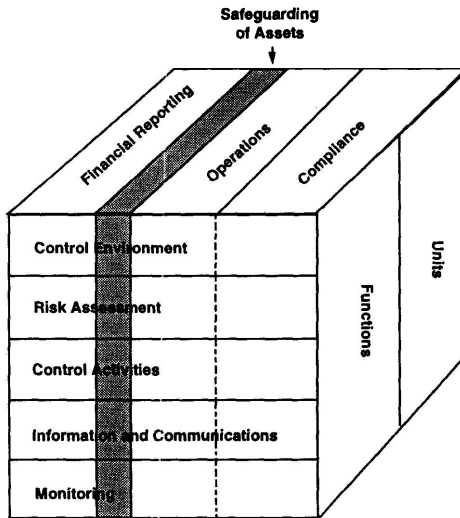 Safeguarding
of Assets
Financial Reporting
Operations
Compliance
Control Environment
Risk Assessment
Control Activities
Information and Communications
Monitoring
Functions
Units